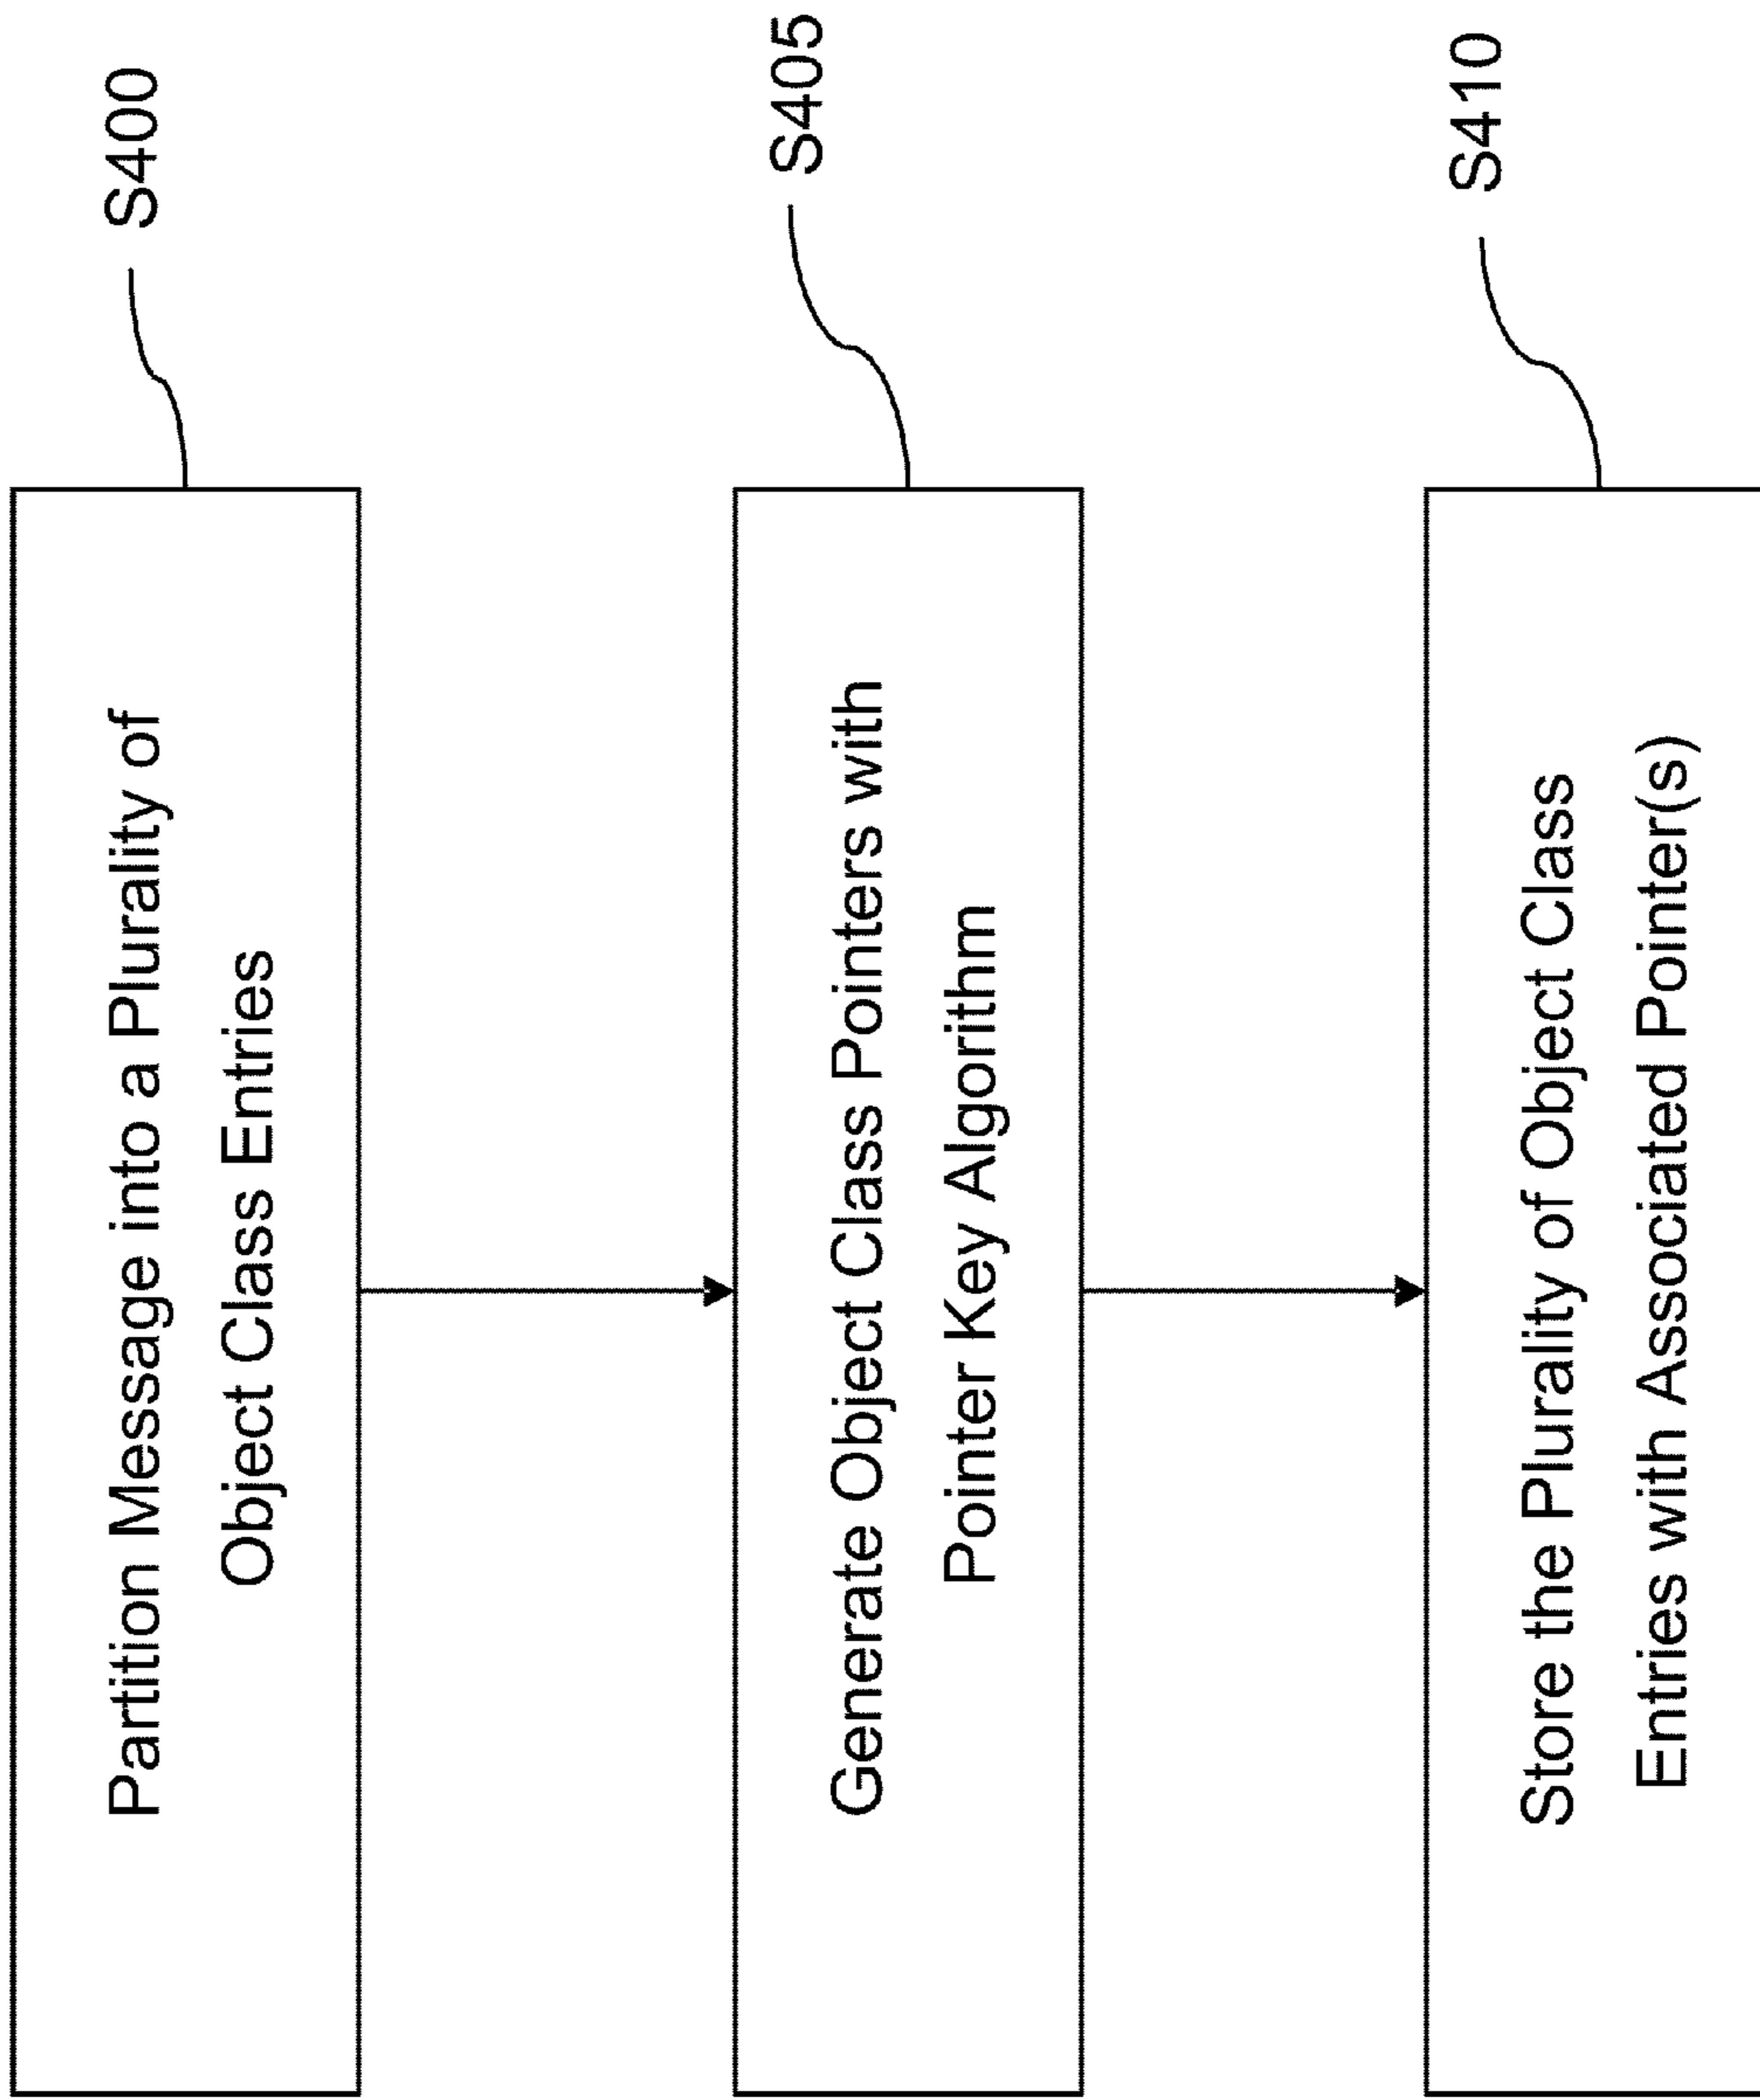 Partition Message into a Plurality of
Object Class Entries
S400
Generate Object Class Pointers with
Pointer Key Algorithm
S405
Store the Plurality of Object Class
Entries with Associated Pointer(s)
S410